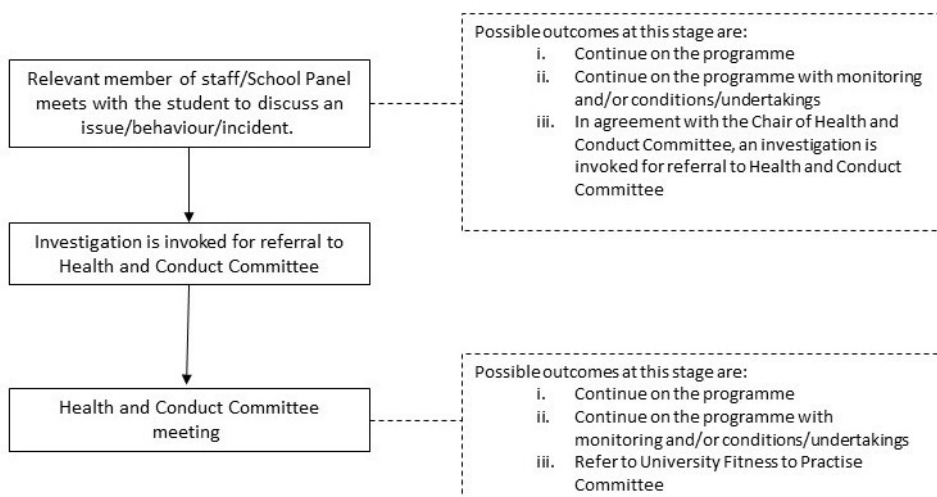 Possible outcomes at this stage are:
i. Continue on the programme
ii. Continue on the programme with monitoring
and/or conditions/undertakings
iii. In agreement with the Chair of Health and
Conduct Committee, an investigation is
invoked for referral to Health and Conduct
Committee
Relevant member of staff/School Panel
meets with the student to discuss an
issue/behaviour/incident.
Investigation is invoked for referral to
Health and Conduct Committee
Health and Conduct Committee
meeting
Possible outcomes at this stage are:
i. Continue on the programme
ii. Continue on the programme with
monitoring and/or conditions/undertakings
iii. Refer to University Fitness to Practise
Committee